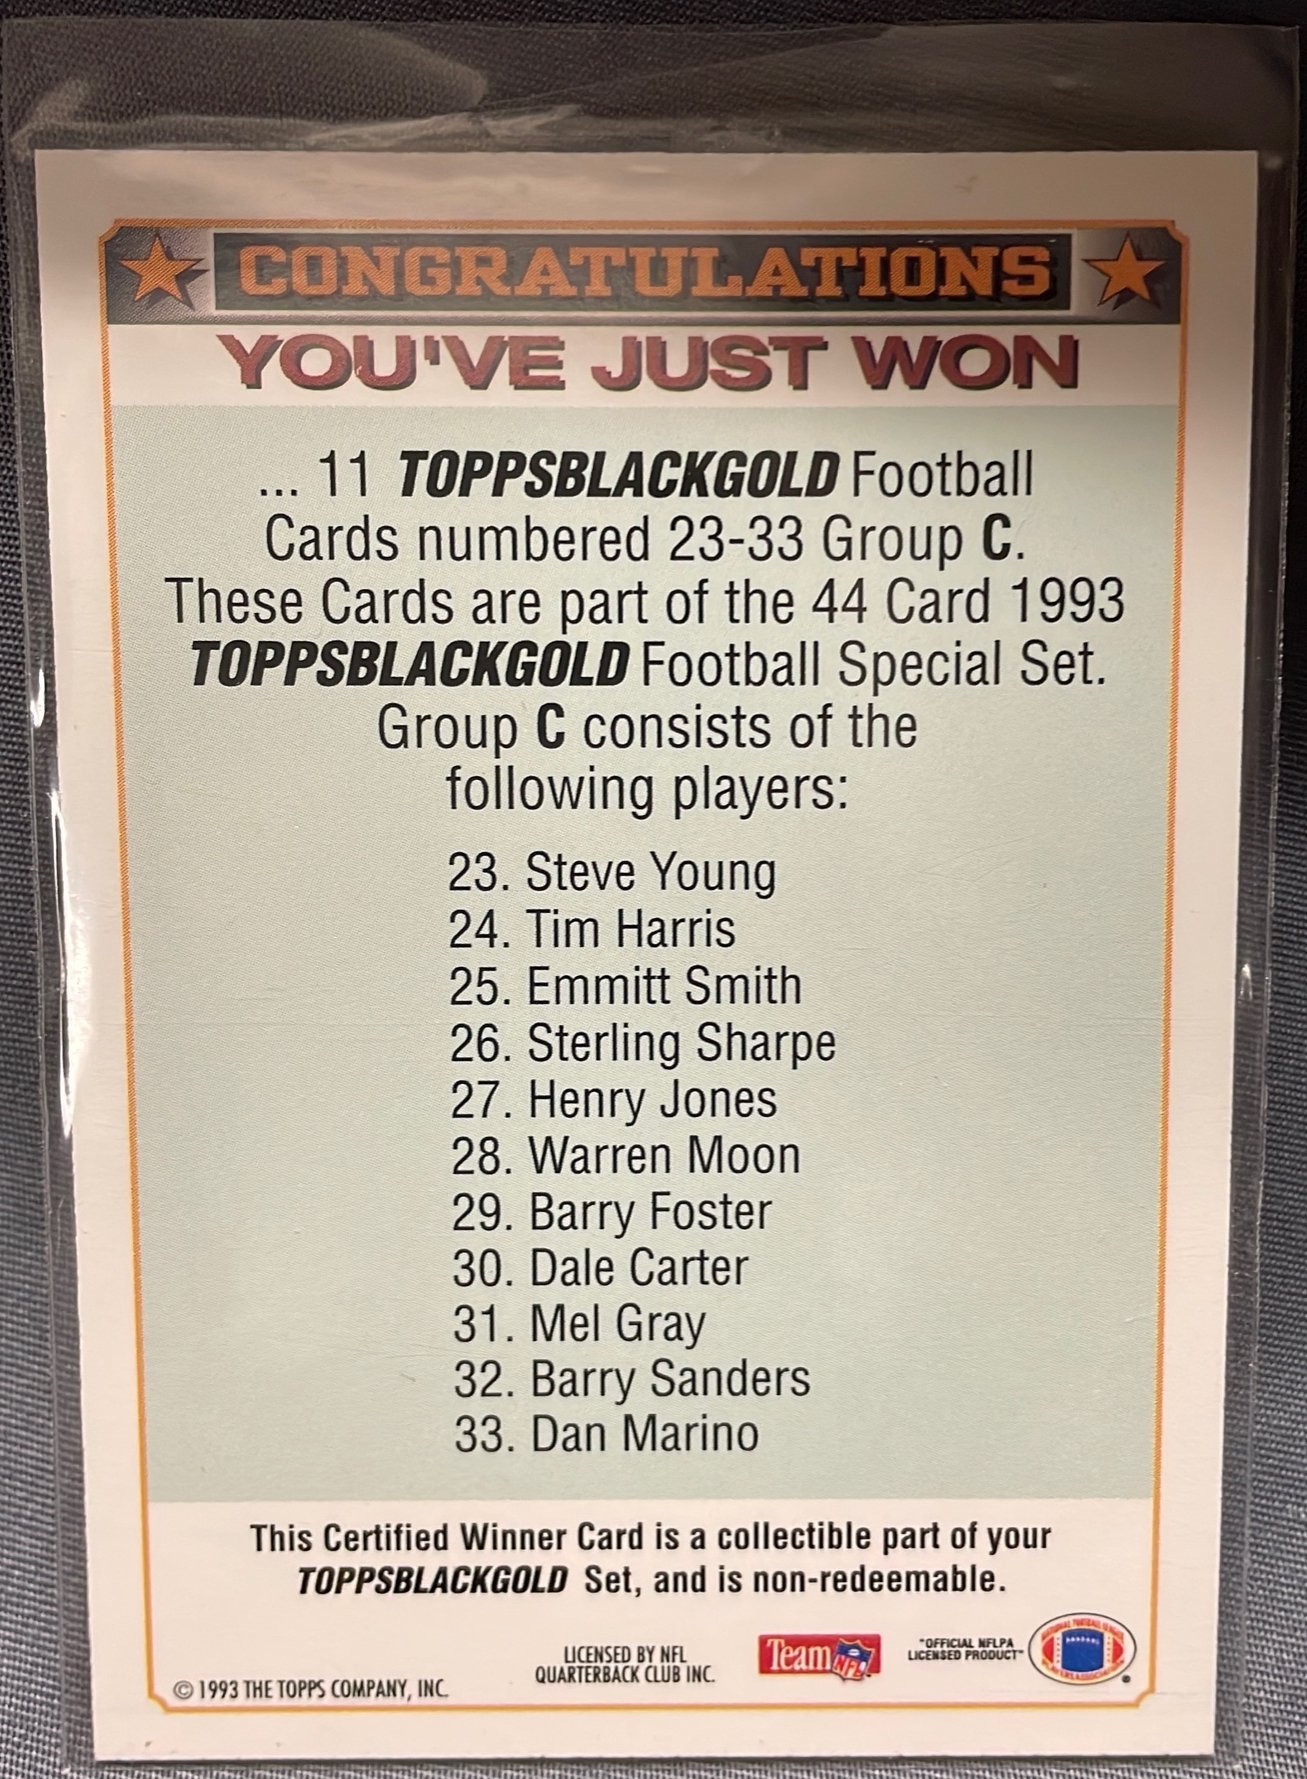 CONGRATULATIONS
YOU'VE JUST WON
... 11 TOPPSBLACKGOLD Football
Cards numbered 23-33 Group C.
These Cards are part of the 44 Card 1993
TOPPSBLACKGOLD Football Special Set.
Group C consists of the
following players:
23. Steve Young
24. Tim Harris
25. Emmitt Smith
26. Sterling Sharpe
27. Henry Jones
28. Warren Moon
29. Barry Foster
30. Dale Carter
31. Mel Gray
32. Barry Sanders
33. Dan Marino
This Certified Winner Card is a collectible part of your
TOPPSBLACKGOLD Set, and is non-redeemable.
© 1993 THE TOPPS COMPANY, INC.
LICENSED BY NFL
QUARTERBACK CLUB INC.
Team NFL
"OFFICIAL NFLPA
LICENSED PRODUCT"